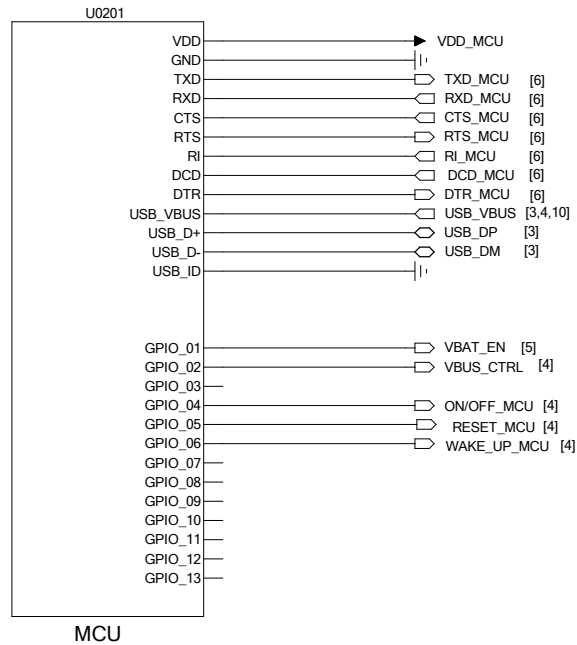 U0201
VDD VDD_MCU
GND
TXD TXD_MCU [6]
RXD RXD_MCU [6]
CTS CTS_MCU [6]
RTS RTS_MCU [6]
RI RI_MCU [6]
DCD DCD_MCU [6]
DTR DTR_MCU [6]
USB_VBUS USB_VBUS [3,4,10]
USB_D+ USB_DP [3]
USB_D- USB_DM [3]
USB_ID
GPIO_01 VBAT_EN [5]
GPIO_02 VBUS_CTRL [4]
GPIO_03
GPIO_04 ON/OFF_MCU [4]
GPIO_05 RESET_MCU [4]
GPIO_06 WAKE_UP_MCU [4]
GPIO_07
GPIO_08
GPIO_09
GPIO_10
GPIO_11
GPIO_12
GPIO_13
MCU